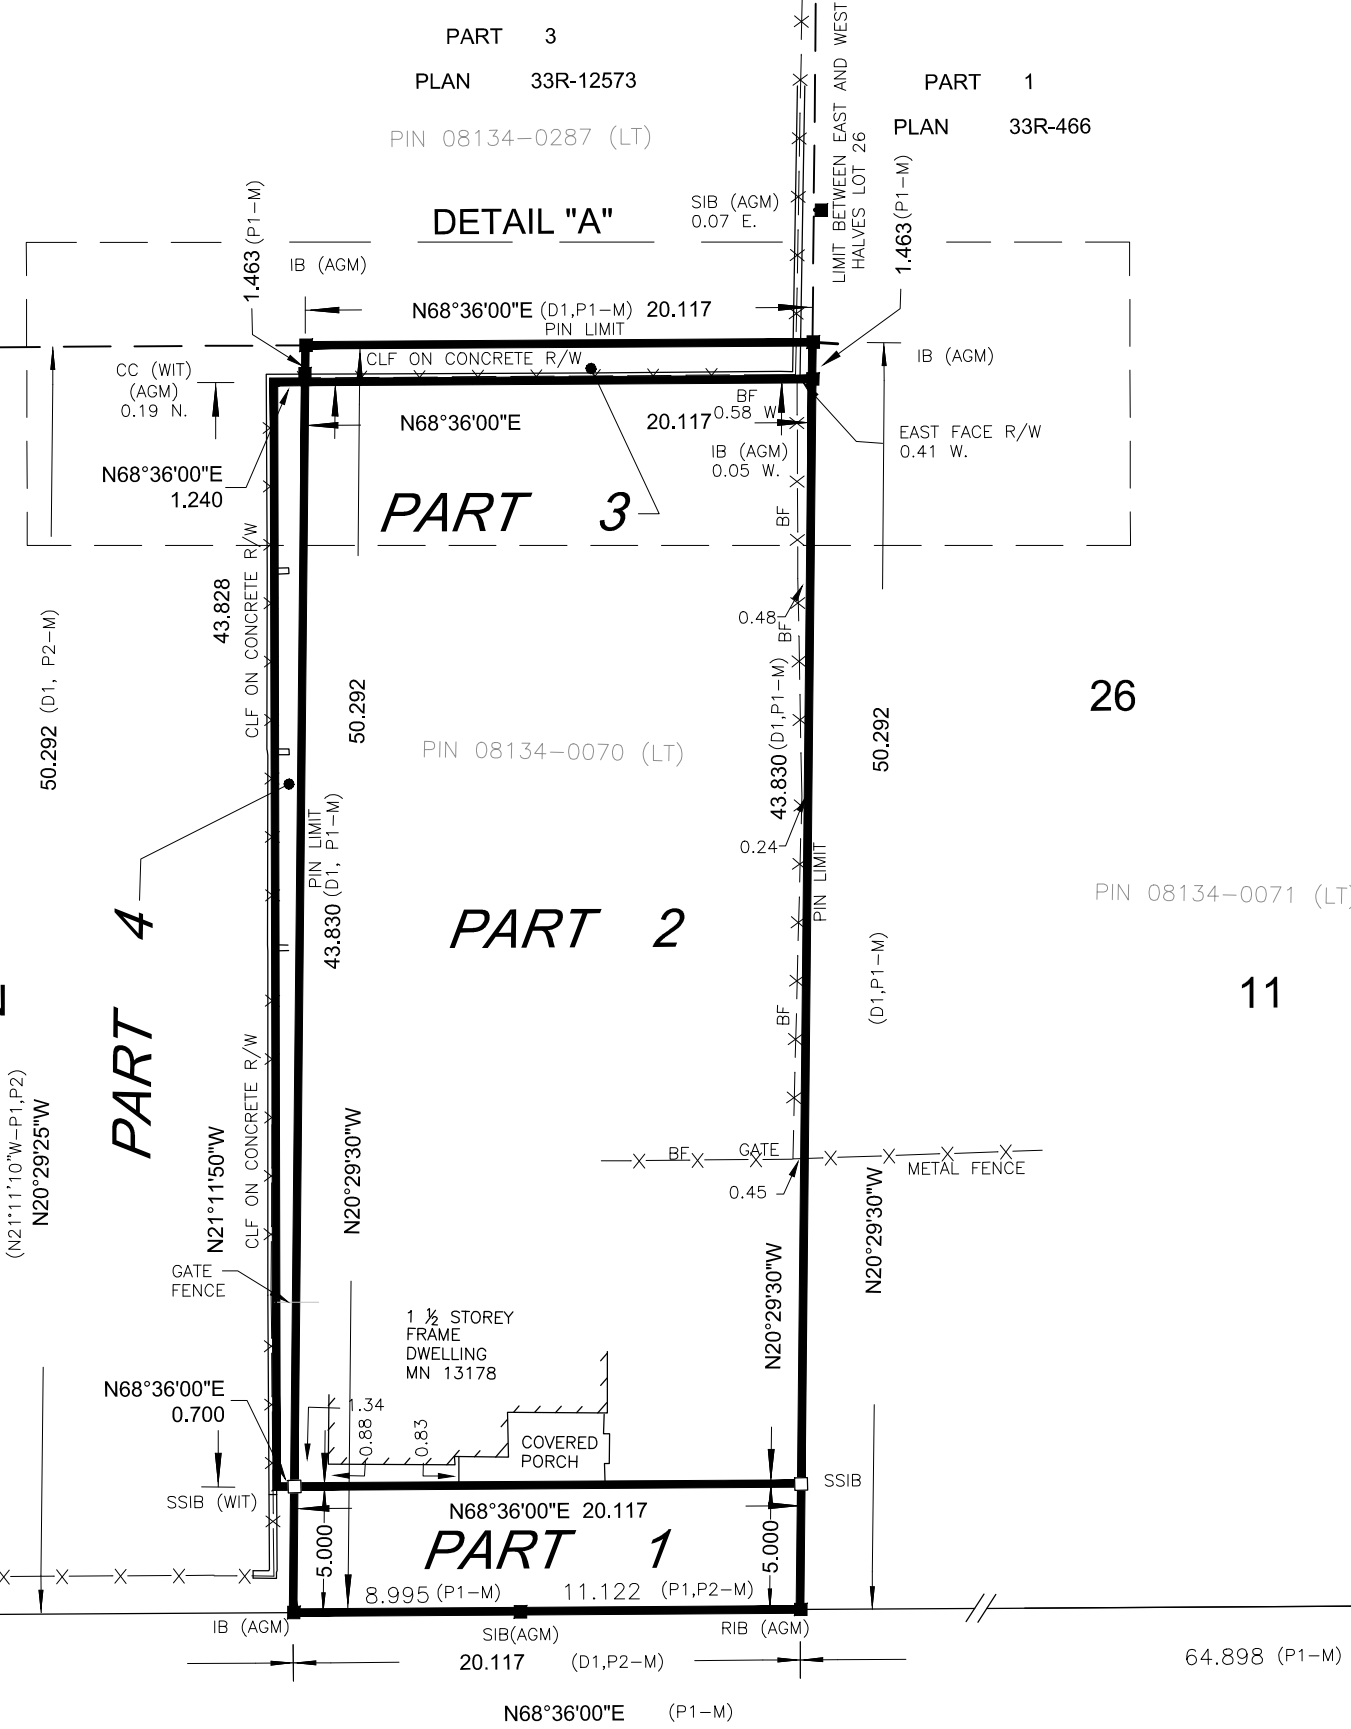 PART 3
PLAN 33R-12573
PIN 08134-0287 (LT)
PART 1
PLAN 33R-466
LIMIT BETWEEN EAST AND WEST
HALVES LOT 26
DETAIL "A"
SIB (AGM)
0.07 E.
1.463 (P1-M)
1.463 (P1-M)
IB (AGM)
N68°36'00"E (D1,P1-M) 20.117
PIN LIMIT
CLF ON CONCRETE R/W
IB (AGM)
CC (WIT)
(AGM)
0.19 N.
BF
0.58 W
N68°36'00"E 20.117
EAST FACE R/W
0.41 W.
IB (AGM)
0.05 W.
N68°36'00"E
1.240
PART 3
BF
CLF ON CONCRETE R/W
43.828
0.48
BF
50.292 (D1, P2-M)
50.292
43.830 (D1,P1-M)
50.292
26
PIN 08134-0070 (LT)
PIN LIMIT
43.830 (D1, P1-M)
0.24
PIN LIMIT
PIN 08134-0071 (LT)
PART 4
PART 2
(D1,P1-M)
11
BF
CLF ON CONCRETE R/W
(N21°11'10"W-P1,P2)
N20°29'25"W
N21°11'50"W
N20°29'30"W
BF
GATE
METAL FENCE
0.45
N20°29'30"W
N20°29'30"W
GATE
FENCE
1 ½ STOREY
FRAME
DWELLING
MN 13178
N68°36'00"E
0.700
1.34
0.88
0.83
COVERED
PORCH
SSIB
SSIB (WIT)
N68°36'00"E 20.117
PART 1
5.000
5.000
8.995 (P1-M)
11.122 (P1,P2-M)
IB (AGM)
SIB(AGM)
RIB (AGM)
20.117 (D1,P2-M)
64.898 (P1-M)
N68°36'00"E (P1-M)